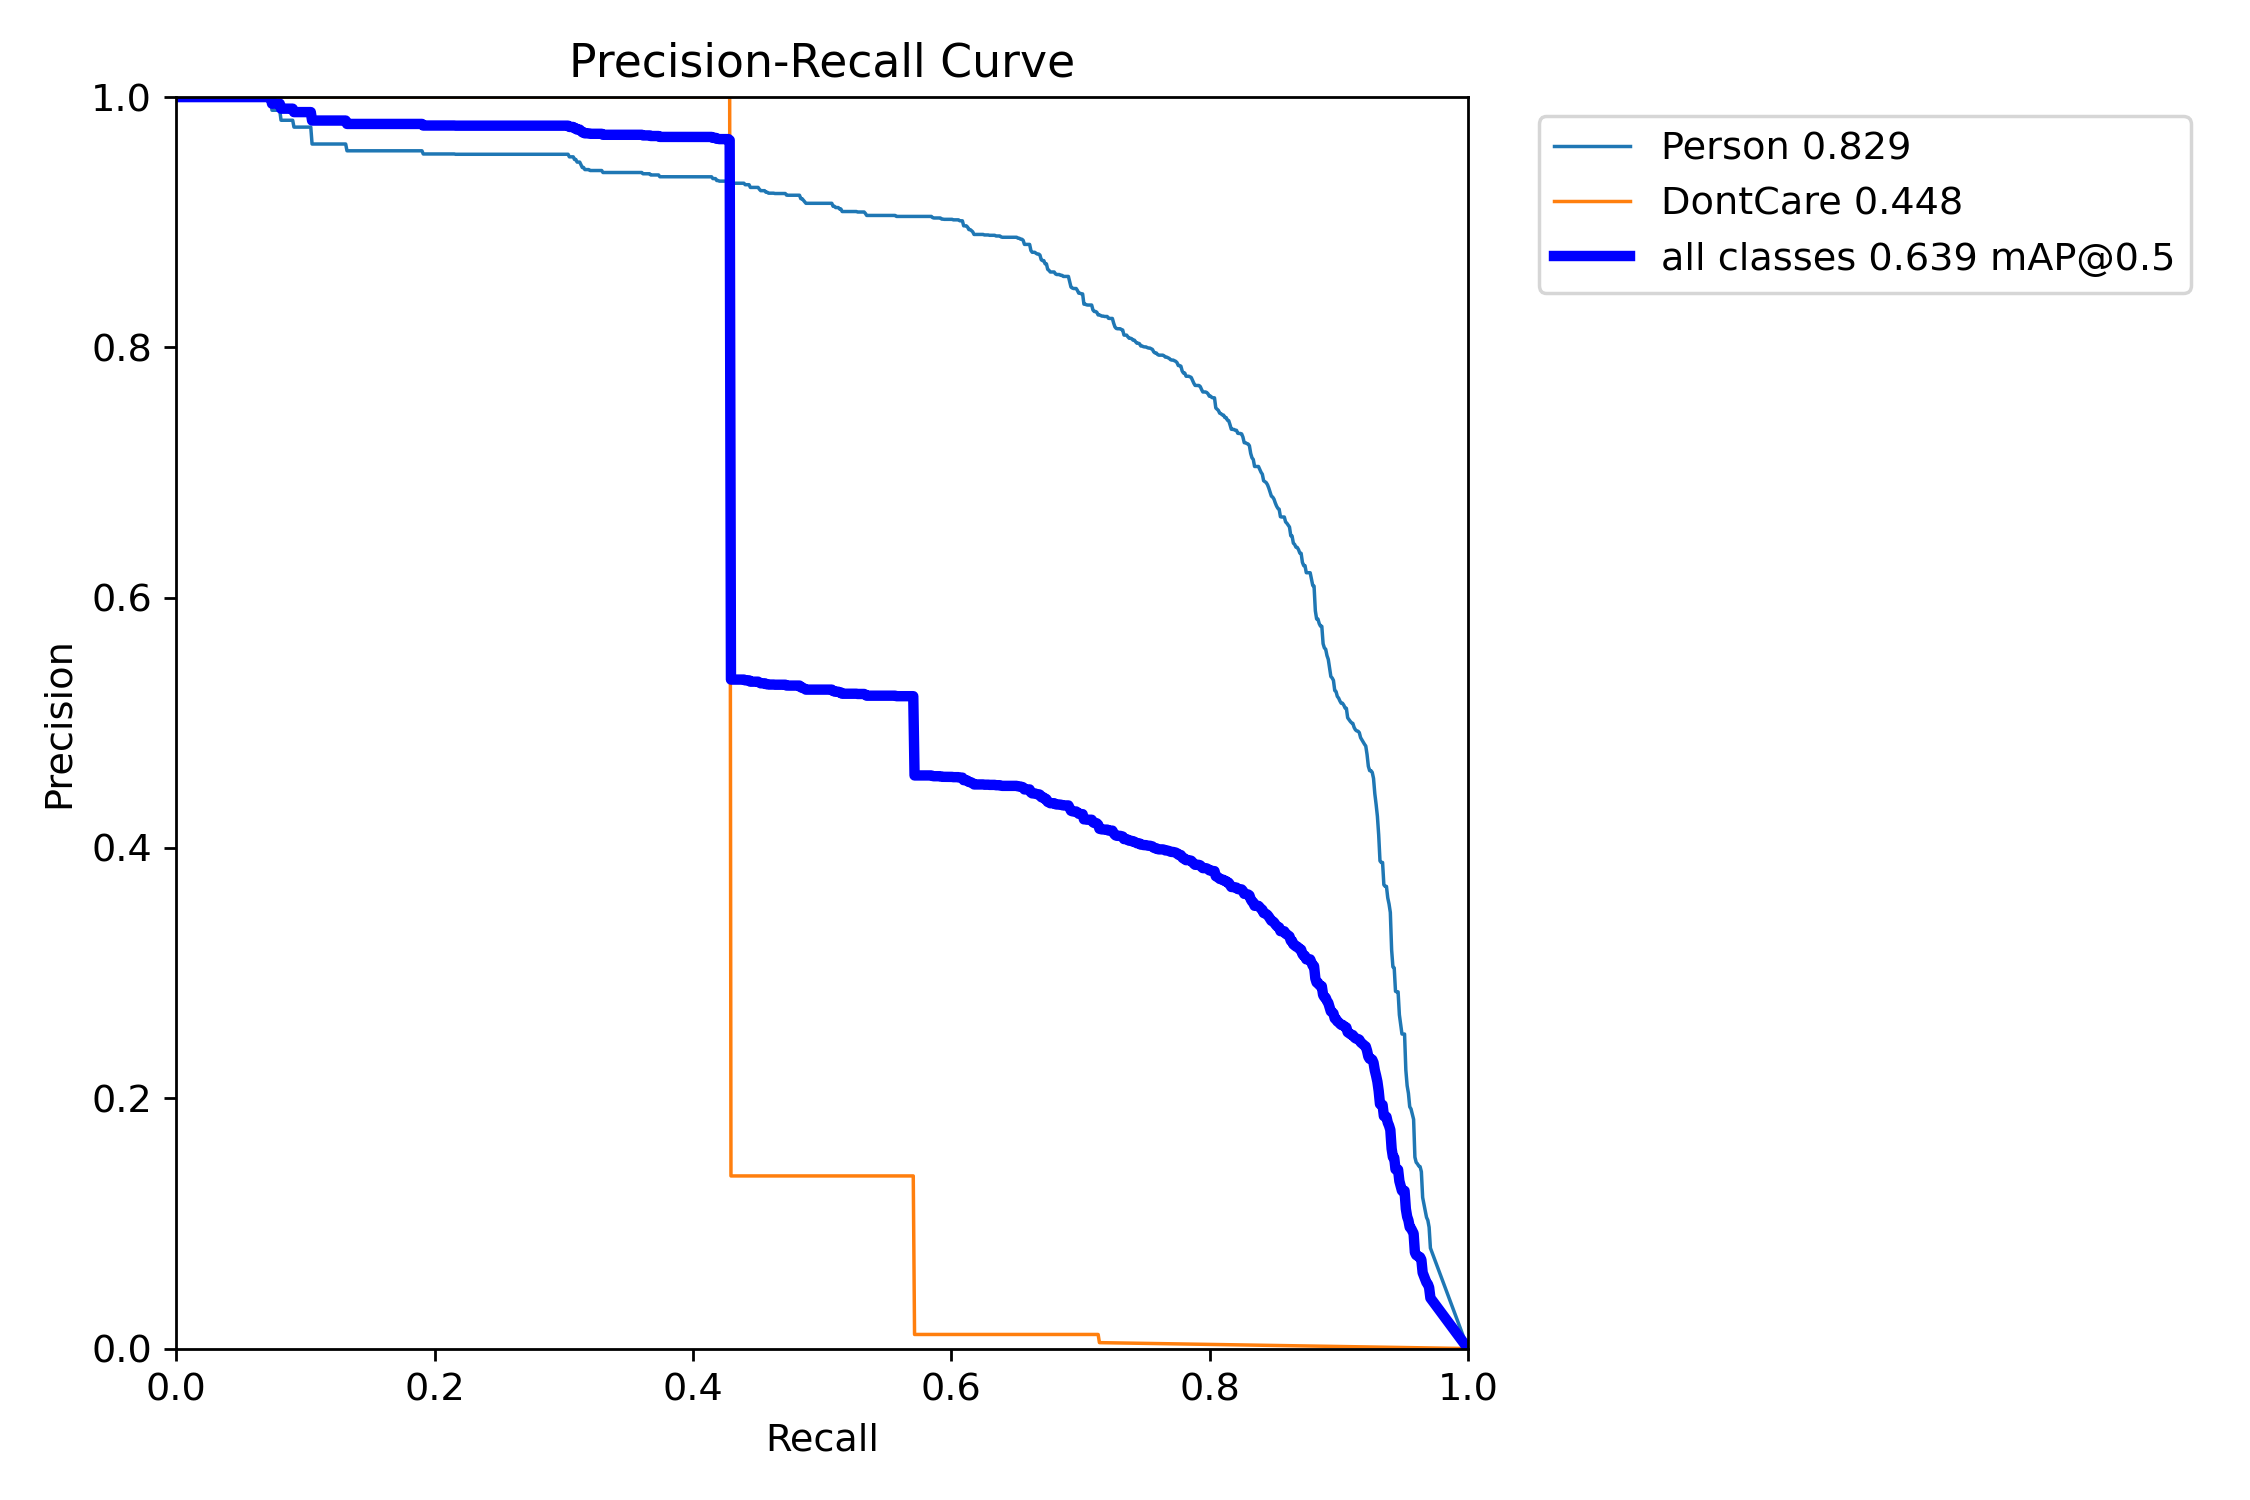 Precision-Recall Curve
Person 0.829
DontCare 0.448
all classes 0.639 mAP@0.5
Precision
1.0
0.8
0.6
0.4
0.2
0.0
0.0 0.2 0.4 0.6 0.8 1.0
Recall